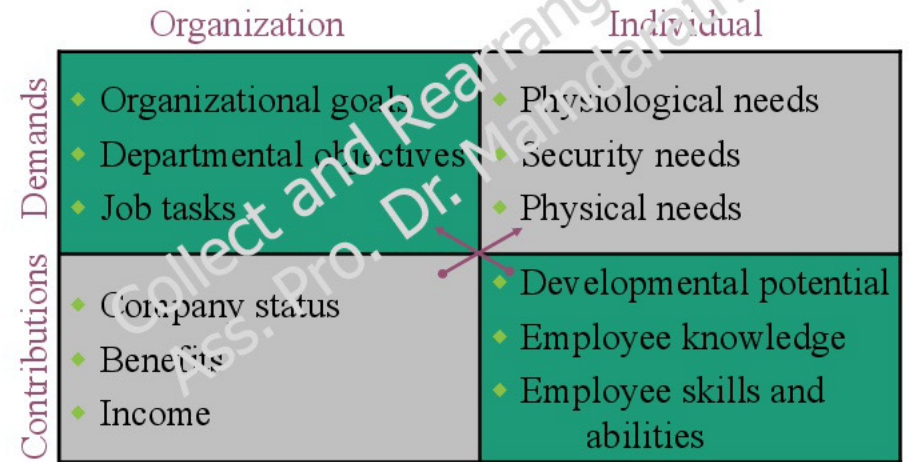 Organization
Individual
Demands
Organizational goals
Departmental objectives
Job tasks
Physiological needs
Security needs
Physical needs
Contributions
Company status
Benefits
Income
Developmental potential
Employee knowledge
Employee skills and
abilities
Collect and Rearrang
Ass. Pro. Dr. Mamdarath